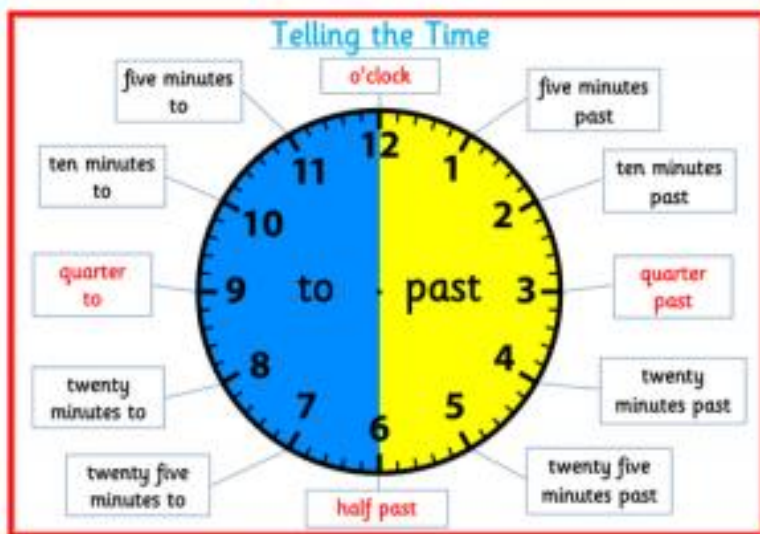 Telling the Time
o'clock
five minutes
to
five minutes
past
ten minutes
to
ten minutes
past
quarter
to
quarter
past
twenty
minutes to
twenty
minutes past
twenty five
minutes to
twenty five
minutes past
half past
12
11
1
10
2
9
to
past
3
8
4
7
5
6